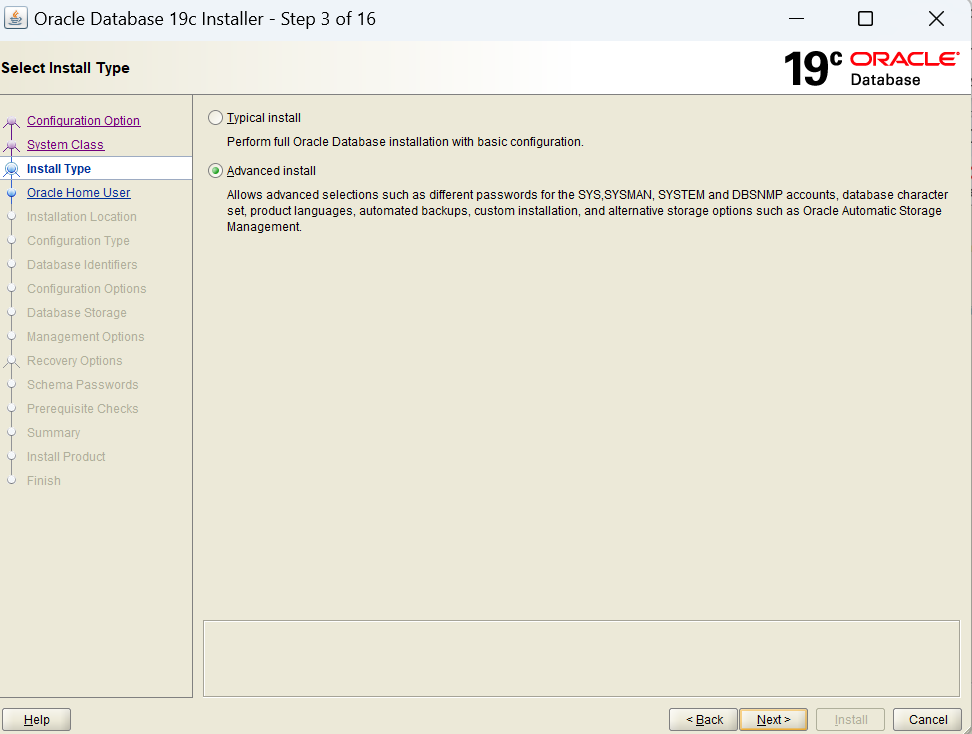 Oracle Database 19c Installer - Step 3 of 16
Select Install Type
19c ORACLE
Database
Configuration Option
System Class
Install Type
Oracle Home User
Installation Location
Configuration Type
Database Identifiers
Configuration Options
Database Storage
Management Options
Recovery Options
Schema Passwords
Prerequisite Checks
Summary
Install Product
Finish
Typical install
Perform full Oracle Database installation with basic configuration.
Advanced install
Allows advanced selections such as different passwords for the SYS,SYSMAN, SYSTEM and DBSNMP accounts, database character
set, product languages, automated backups, custom installation, and alternative storage options such as Oracle Automatic Storage
Management.
Help
< Back
Next >
Install
Cancel